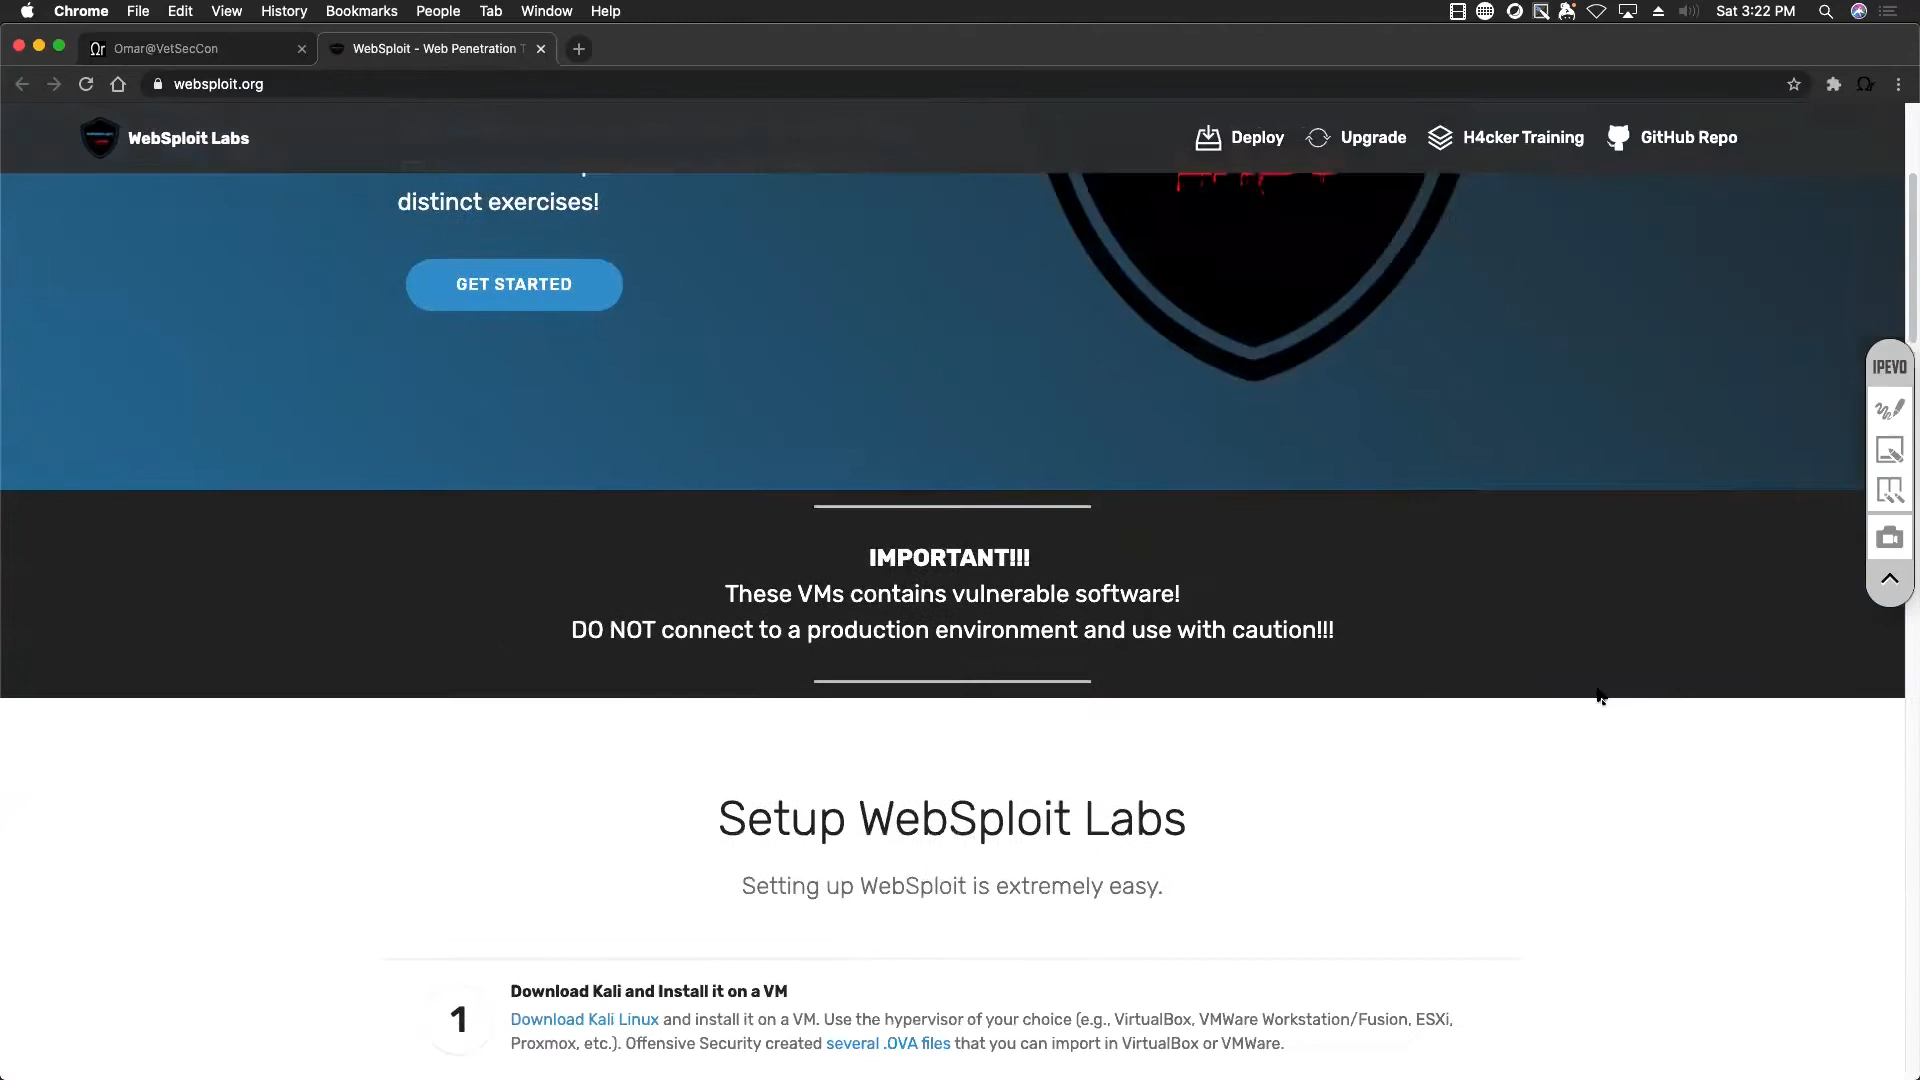 Chrome File Edit View History Bookmarks People Tab Window Help
Sat 3:22 PM
Omar@VetSecCon
WebSploit - Web Penetration T
websploit.org
WebSploit Labs
Deploy
Upgrade
H4cker Training
GitHub Repo
distinct exercises!
GET STARTED
IPEVO
IMPORTANT!!!
These VMs contains vulnerable software!
DO NOT connect to a production environment and use with caution!!!
Setup WebSploit Labs
Setting up WebSploit is extremely easy.
1
Download Kali and Install it on a VM
Download Kali Linux and install it on a VM. Use the hypervisor of your choice (e.g., VirtualBox, VMWare Workstation/Fusion, ESXi,
Proxmox, etc.). Offensive Security created several .OVA files that you can import in VirtualBox or VMWare.